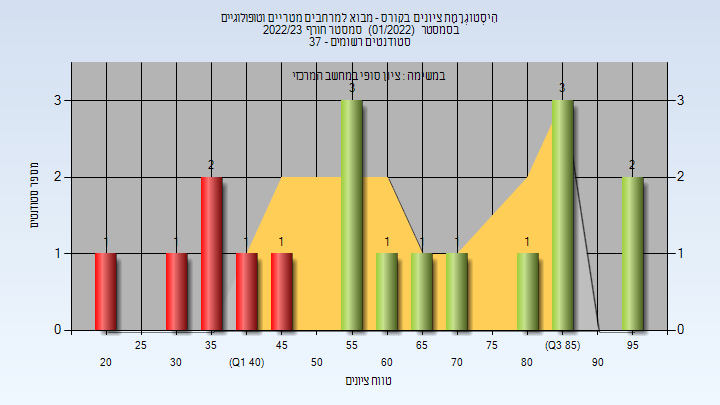 הִיסטוגְרָמַת ציונים בקורס - מבוא למרחבים מטריים וטופולוגיים
בסמסטר (01/2022) סמסטר חורף 2022/23
סטודנטים רשומים - 37
במשימה : ציון סופי במחשב המרכזי
מספר סטודנטים
3 3
2 2
1 1
0 0
1 1 2 1 1 3 1 1 1 1 3 2
25 35 45 55 65 75 (Q3 85) 95
20 30 (Q1 40) 50 60 70 80 90
טווח ציונים